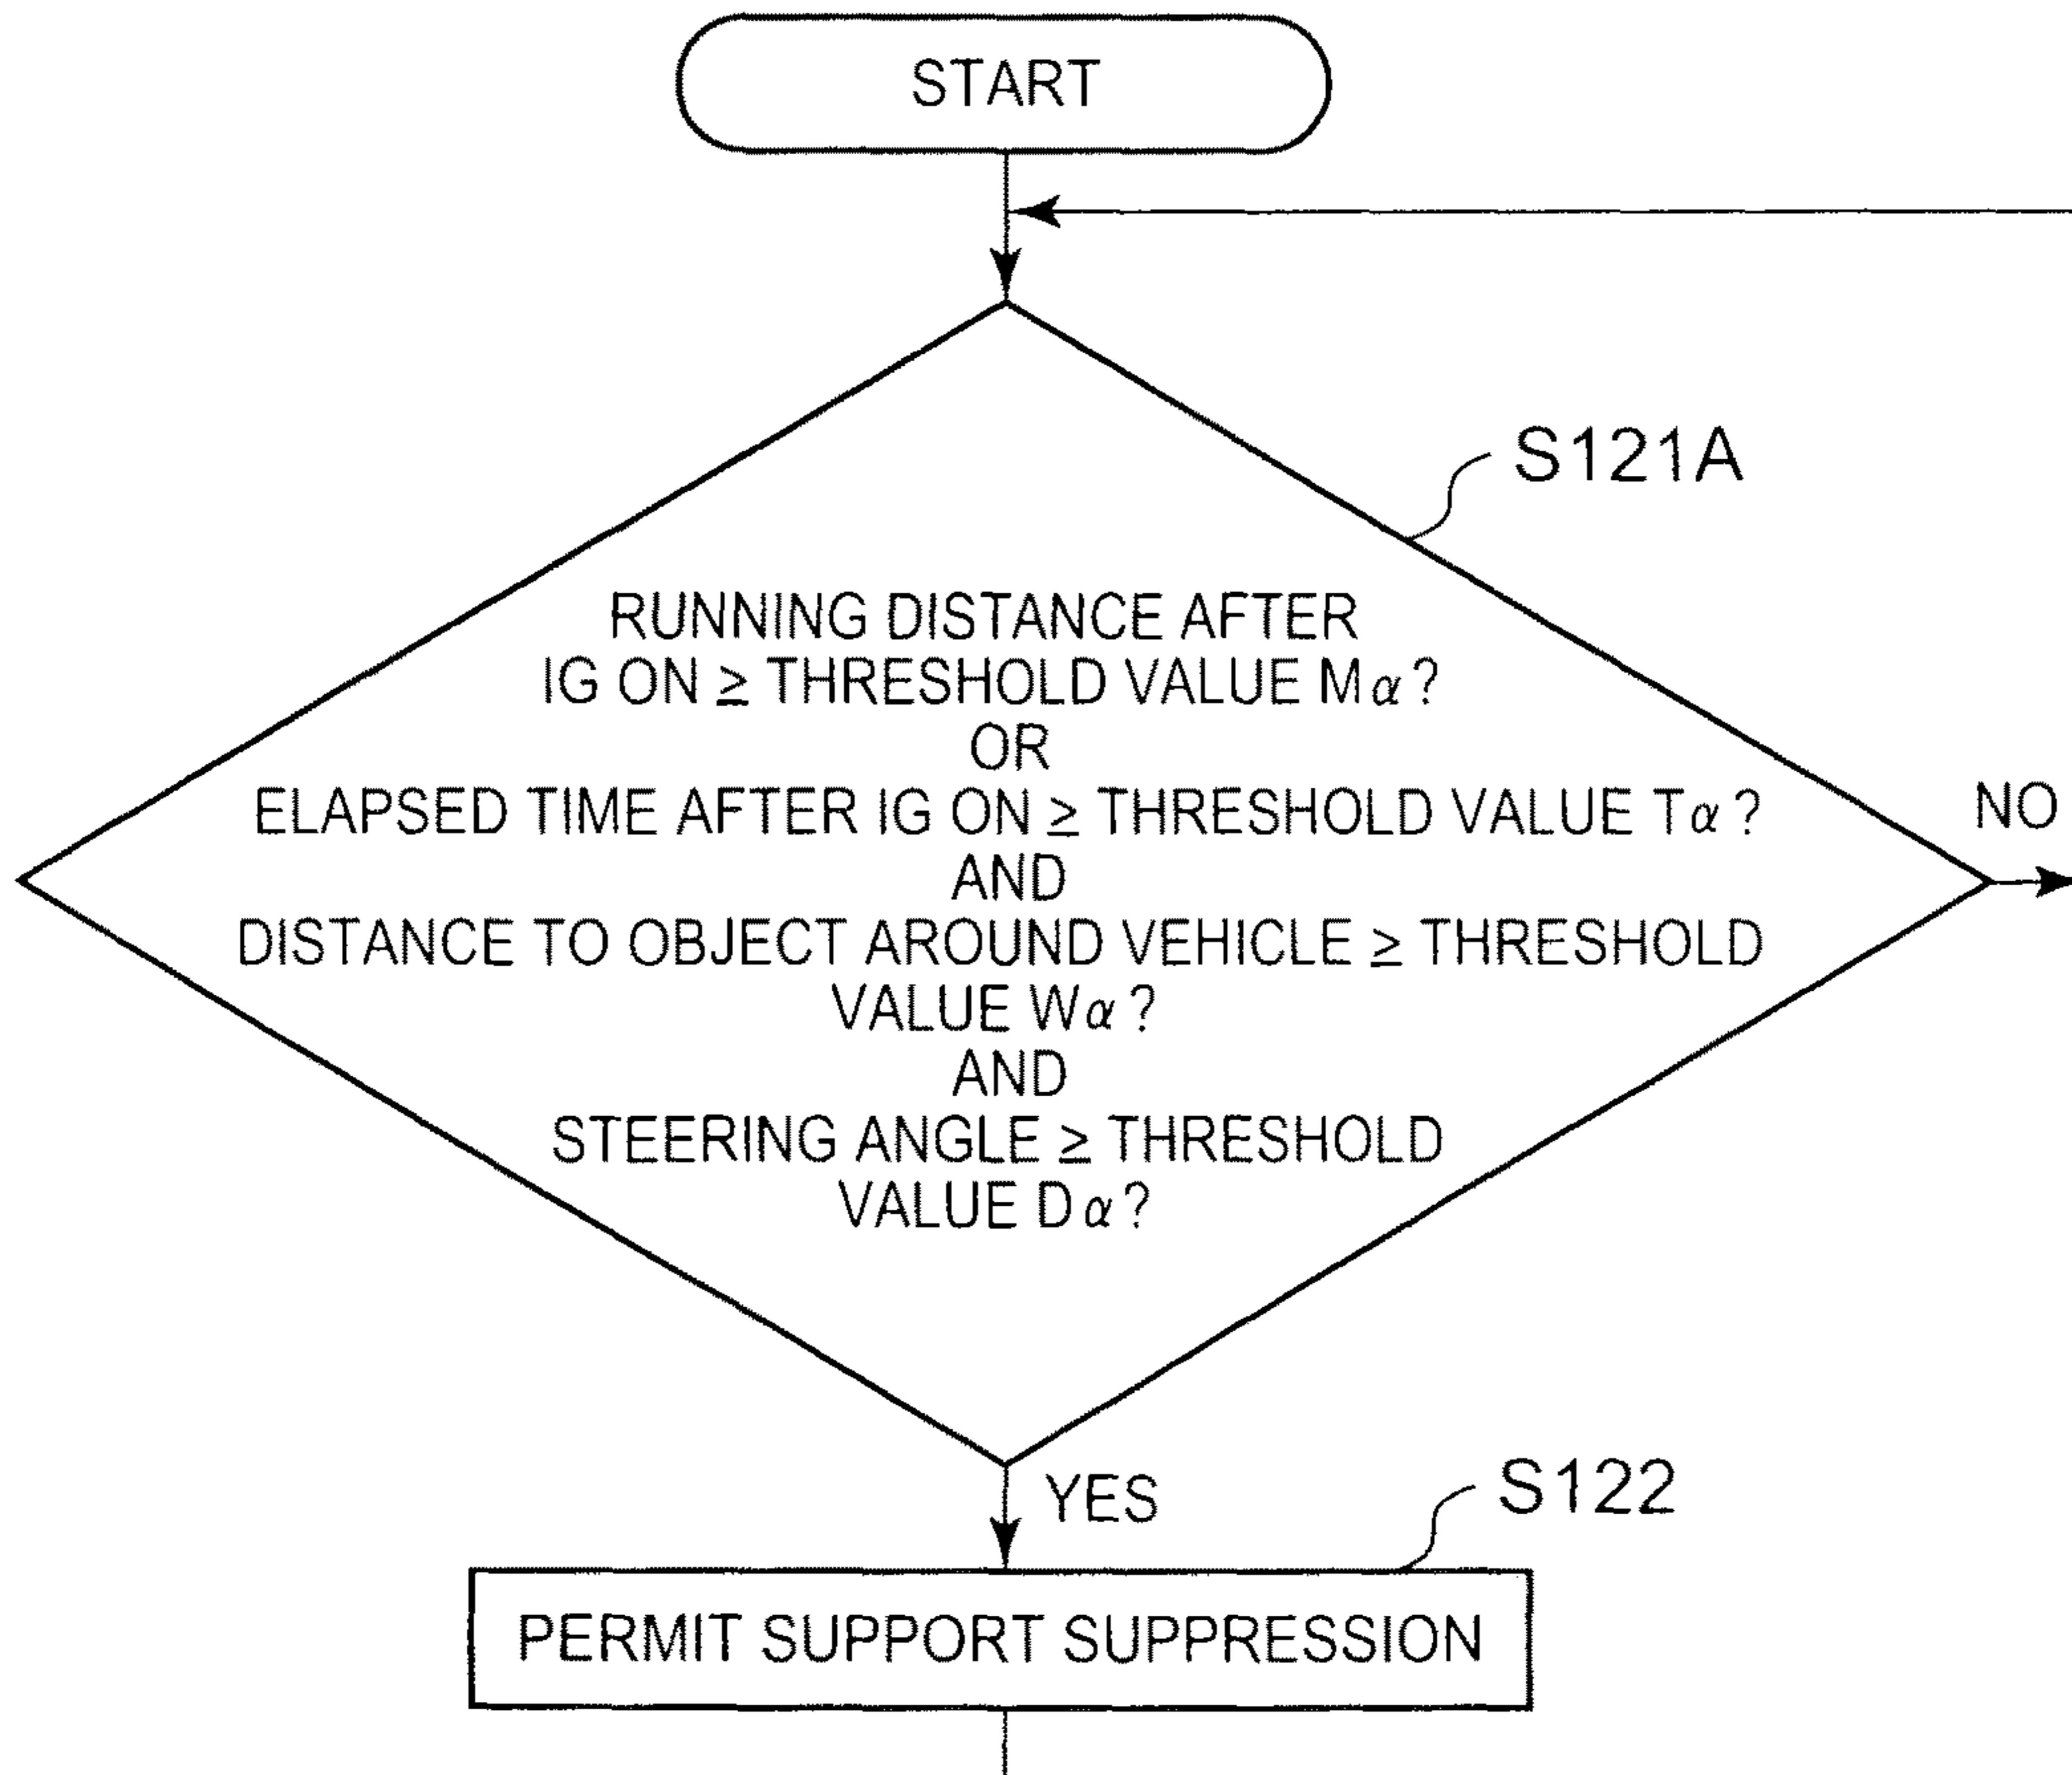 START
S121A
RUNNING DISTANCE AFTER
IG ON ≥ THRESHOLD VALUE Mα?
OR
ELAPSED TIME AFTER IG ON ≥ THRESHOLD VALUE Tα?
NO
AND
DISTANCE TO OBJECT AROUND VEHICLE ≥ THRESHOLD
VALUE Wα?
AND
STEERING ANGLE ≥ THRESHOLD
VALUE Dα?
YES
S122
PERMIT SUPPORT SUPPRESSION